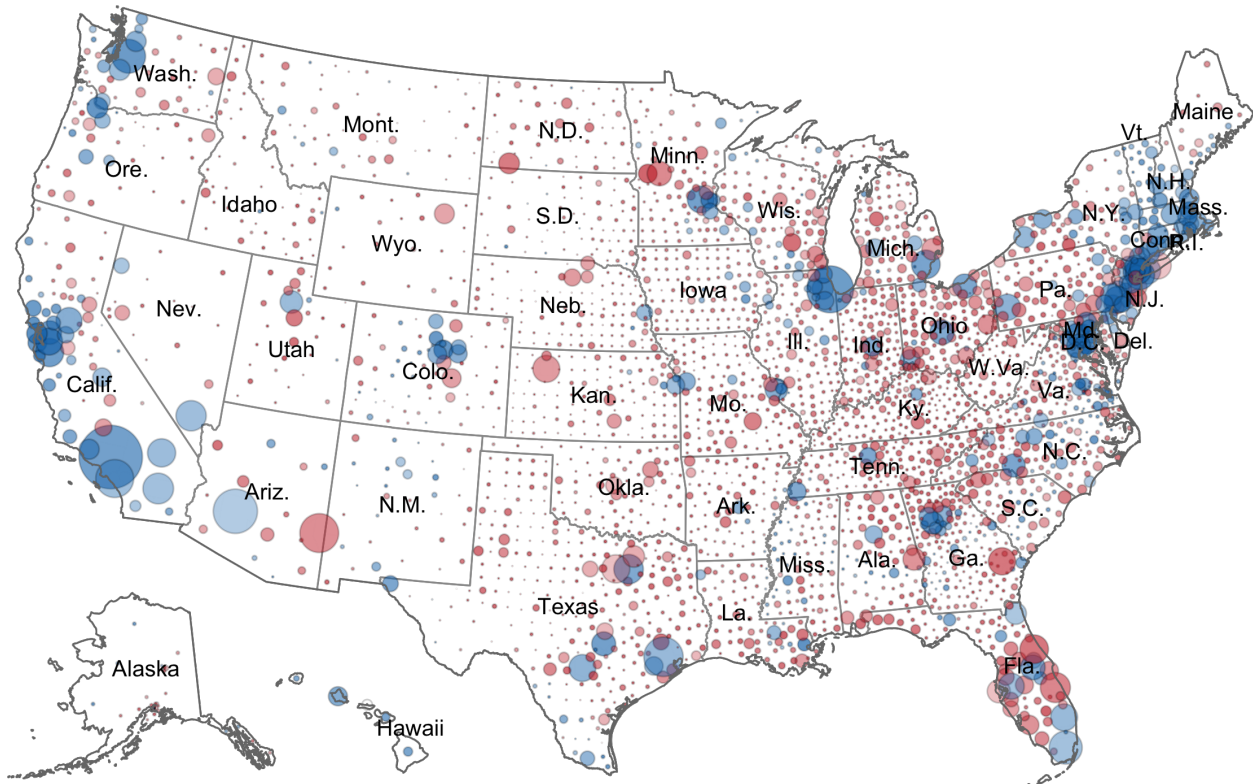 Wash.
Mont.
N.D.
Minn.
Vt.
Maine
Ore.
Idaho
S.D.
Wis.
N.H.
N.Y.
Mass.
Wyo.
Mich.
Conn.
R.I.
Nev.
Neb.
Iowa
Pa.
N.J.
Ohio
Md.
D.C.
Del.
Utah
Colo.
Ill.
Ind.
W.Va.
Calif.
Kan.
Mo.
Ky.
Va.
N.C.
Tenn.
Ariz.
N.M.
Okla.
Ark.
S.C.
Miss.
Ala.
Ga.
Texas
La.
Alaska
Fla.
Hawaii